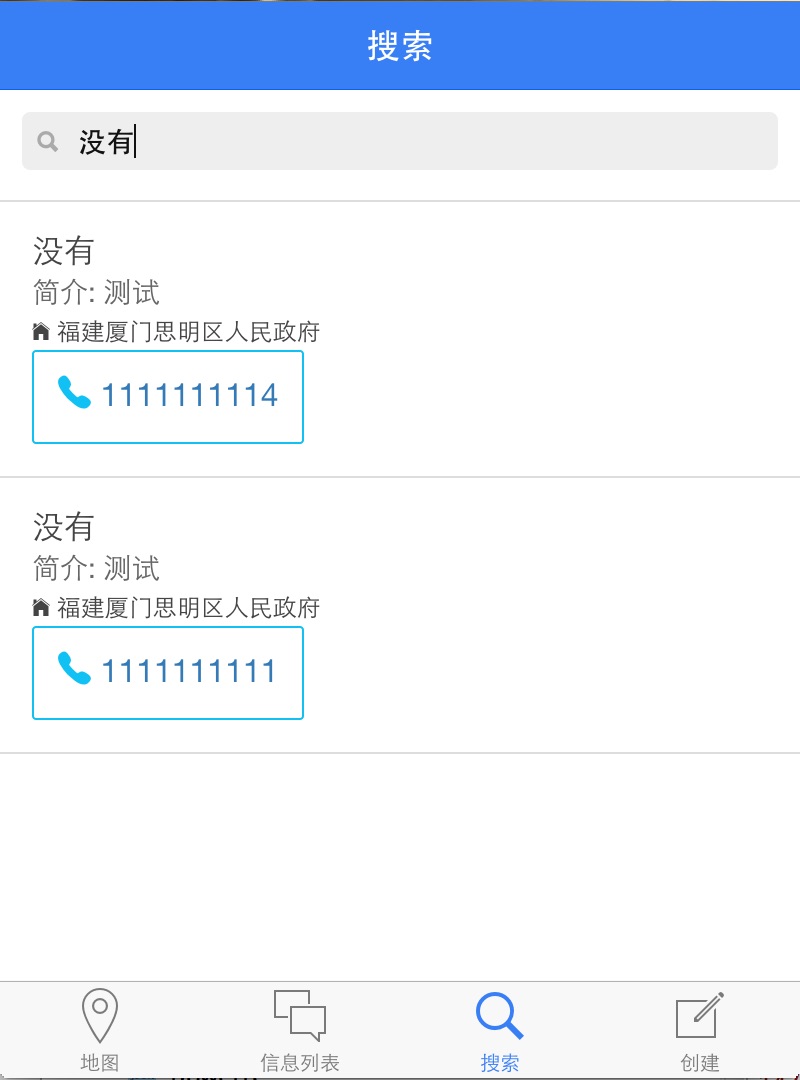 搜索
没有
没有
简介: 测试
福建厦门思明区人民政府
1111111114
没有
简介: 测试
福建厦门思明区人民政府
1111111111
地图
信息列表
搜索
创建